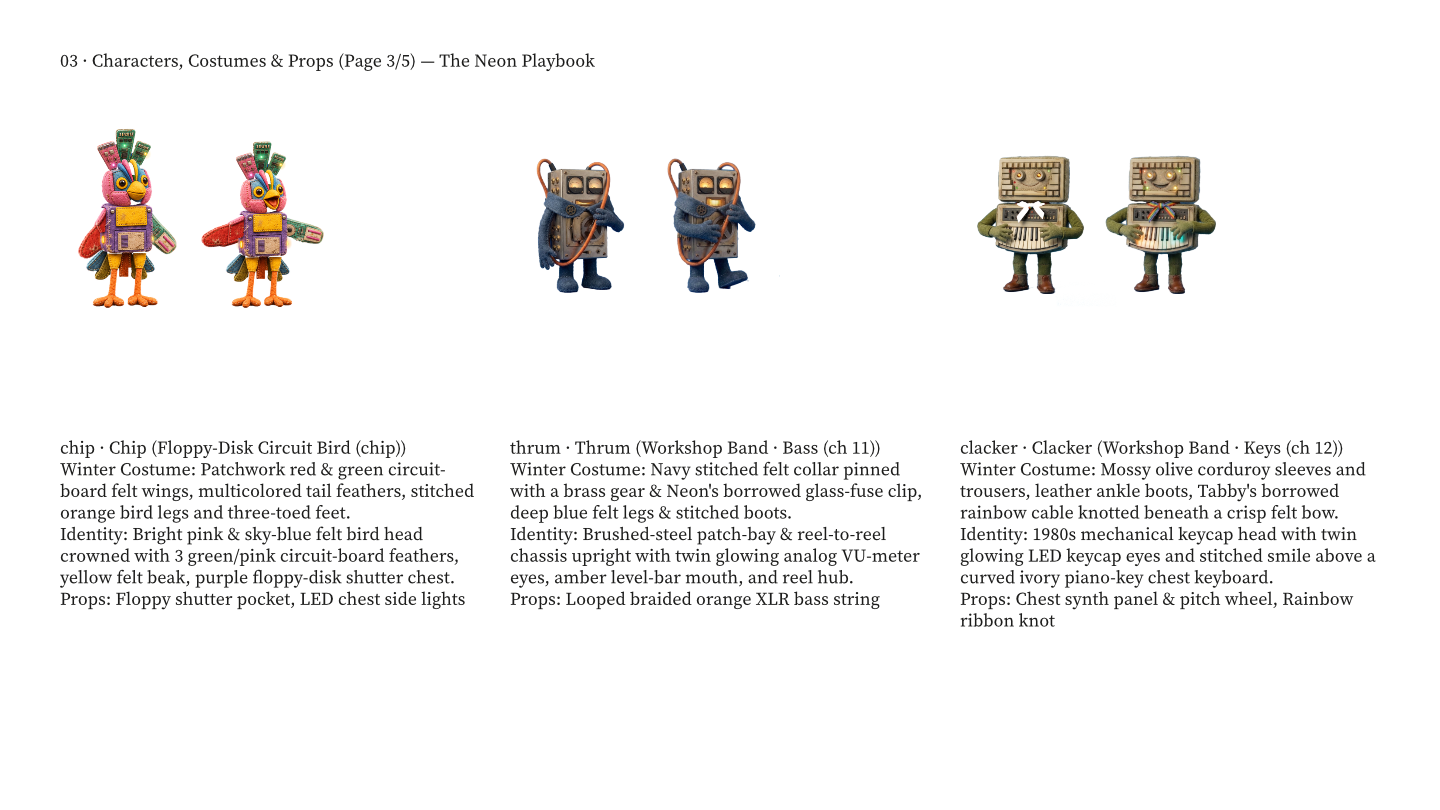 03 · Characters, Costumes & Props (Page 3/5) — The Neon Playbook
chip · Chip (Floppy-Disk Circuit Bird (chip))
Winter Costume: Patchwork red & green circuit-
board felt wings, multicolored tail feathers, stitched
orange bird legs and three-toed feet.
Identity: Bright pink & sky-blue felt bird head
crowned with 3 green/pink circuit-board feathers,
yellow felt beak, purple floppy-disk shutter chest.
Props: Floppy shutter pocket, LED chest side lights
thrum · Thrum (Workshop Band · Bass (ch 11))
Winter Costume: Navy stitched felt collar pinned
with a brass gear & Neon's borrowed glass-fuse clip,
deep blue felt legs & stitched boots.
Identity: Brushed-steel patch-bay & reel-to-reel
chassis upright with twin glowing analog VU-meter
eyes, amber level-bar mouth, and reel hub.
Props: Looped braided orange XLR bass string
clacker · Clacker (Workshop Band · Keys (ch 12))
Winter Costume: Mossy olive corduroy sleeves and
trousers, leather ankle boots, Tabby's borrowed
rainbow cable knotted beneath a crisp felt bow.
Identity: 1980s mechanical keycap head with twin
glowing LED keycap eyes and stitched smile above a
curved ivory piano-key chest keyboard.
Props: Chest synth panel & pitch wheel, Rainbow
ribbon knot